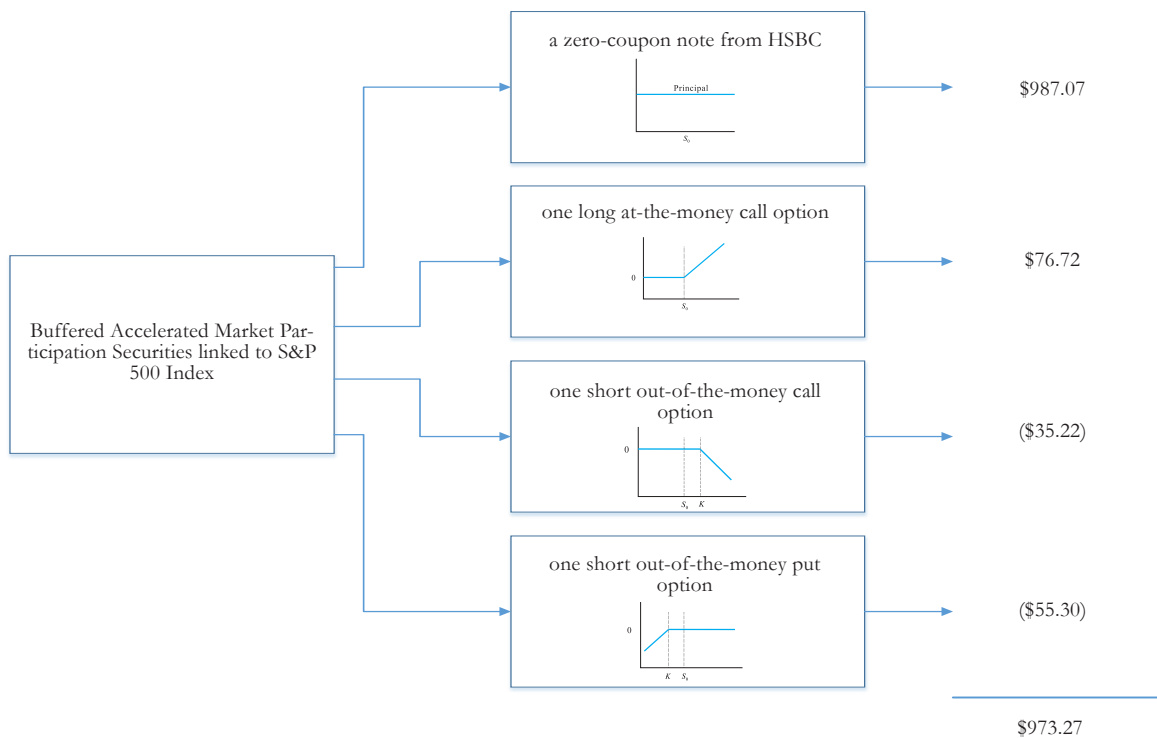 a zero-coupon note from HSBC
Principal
S0
$987.07
one long at-the-money call option
0
S0
$76.72
Buffered Accelerated Market Par-
ticipation Securities linked to S&P
500 Index
one short out-of-the-money call
option
0
S0 K
($35.22)
one short out-of-the-money put
option
0
K S0
($55.30)
$973.27